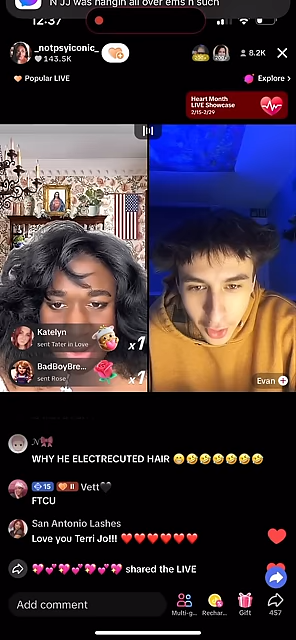 N JJ was hangin all over ems n such
12:37
_notpsyiconic_
143.5K
8.2K
Popular LIVE
Explore >
Heart Month
LIVE Showcase
2/15-2/29
Katelyn
sent Tater in Love
x1
BadBoyBre...
sent Rose
x1
Evan
WHY HE ELECTRECUTED HAIR 😁🤣🤣🤣🤣🤣🤣🤣
15 II Vett🖤
FTCU
San Antonio Lashes
Love you Terri Jo!!! ❤️❤️❤️❤️❤️❤️❤️
💖💕💖💕💖💕💖 shared the LIVE
Add comment
Multi-g...
Rechar...
Gift
457